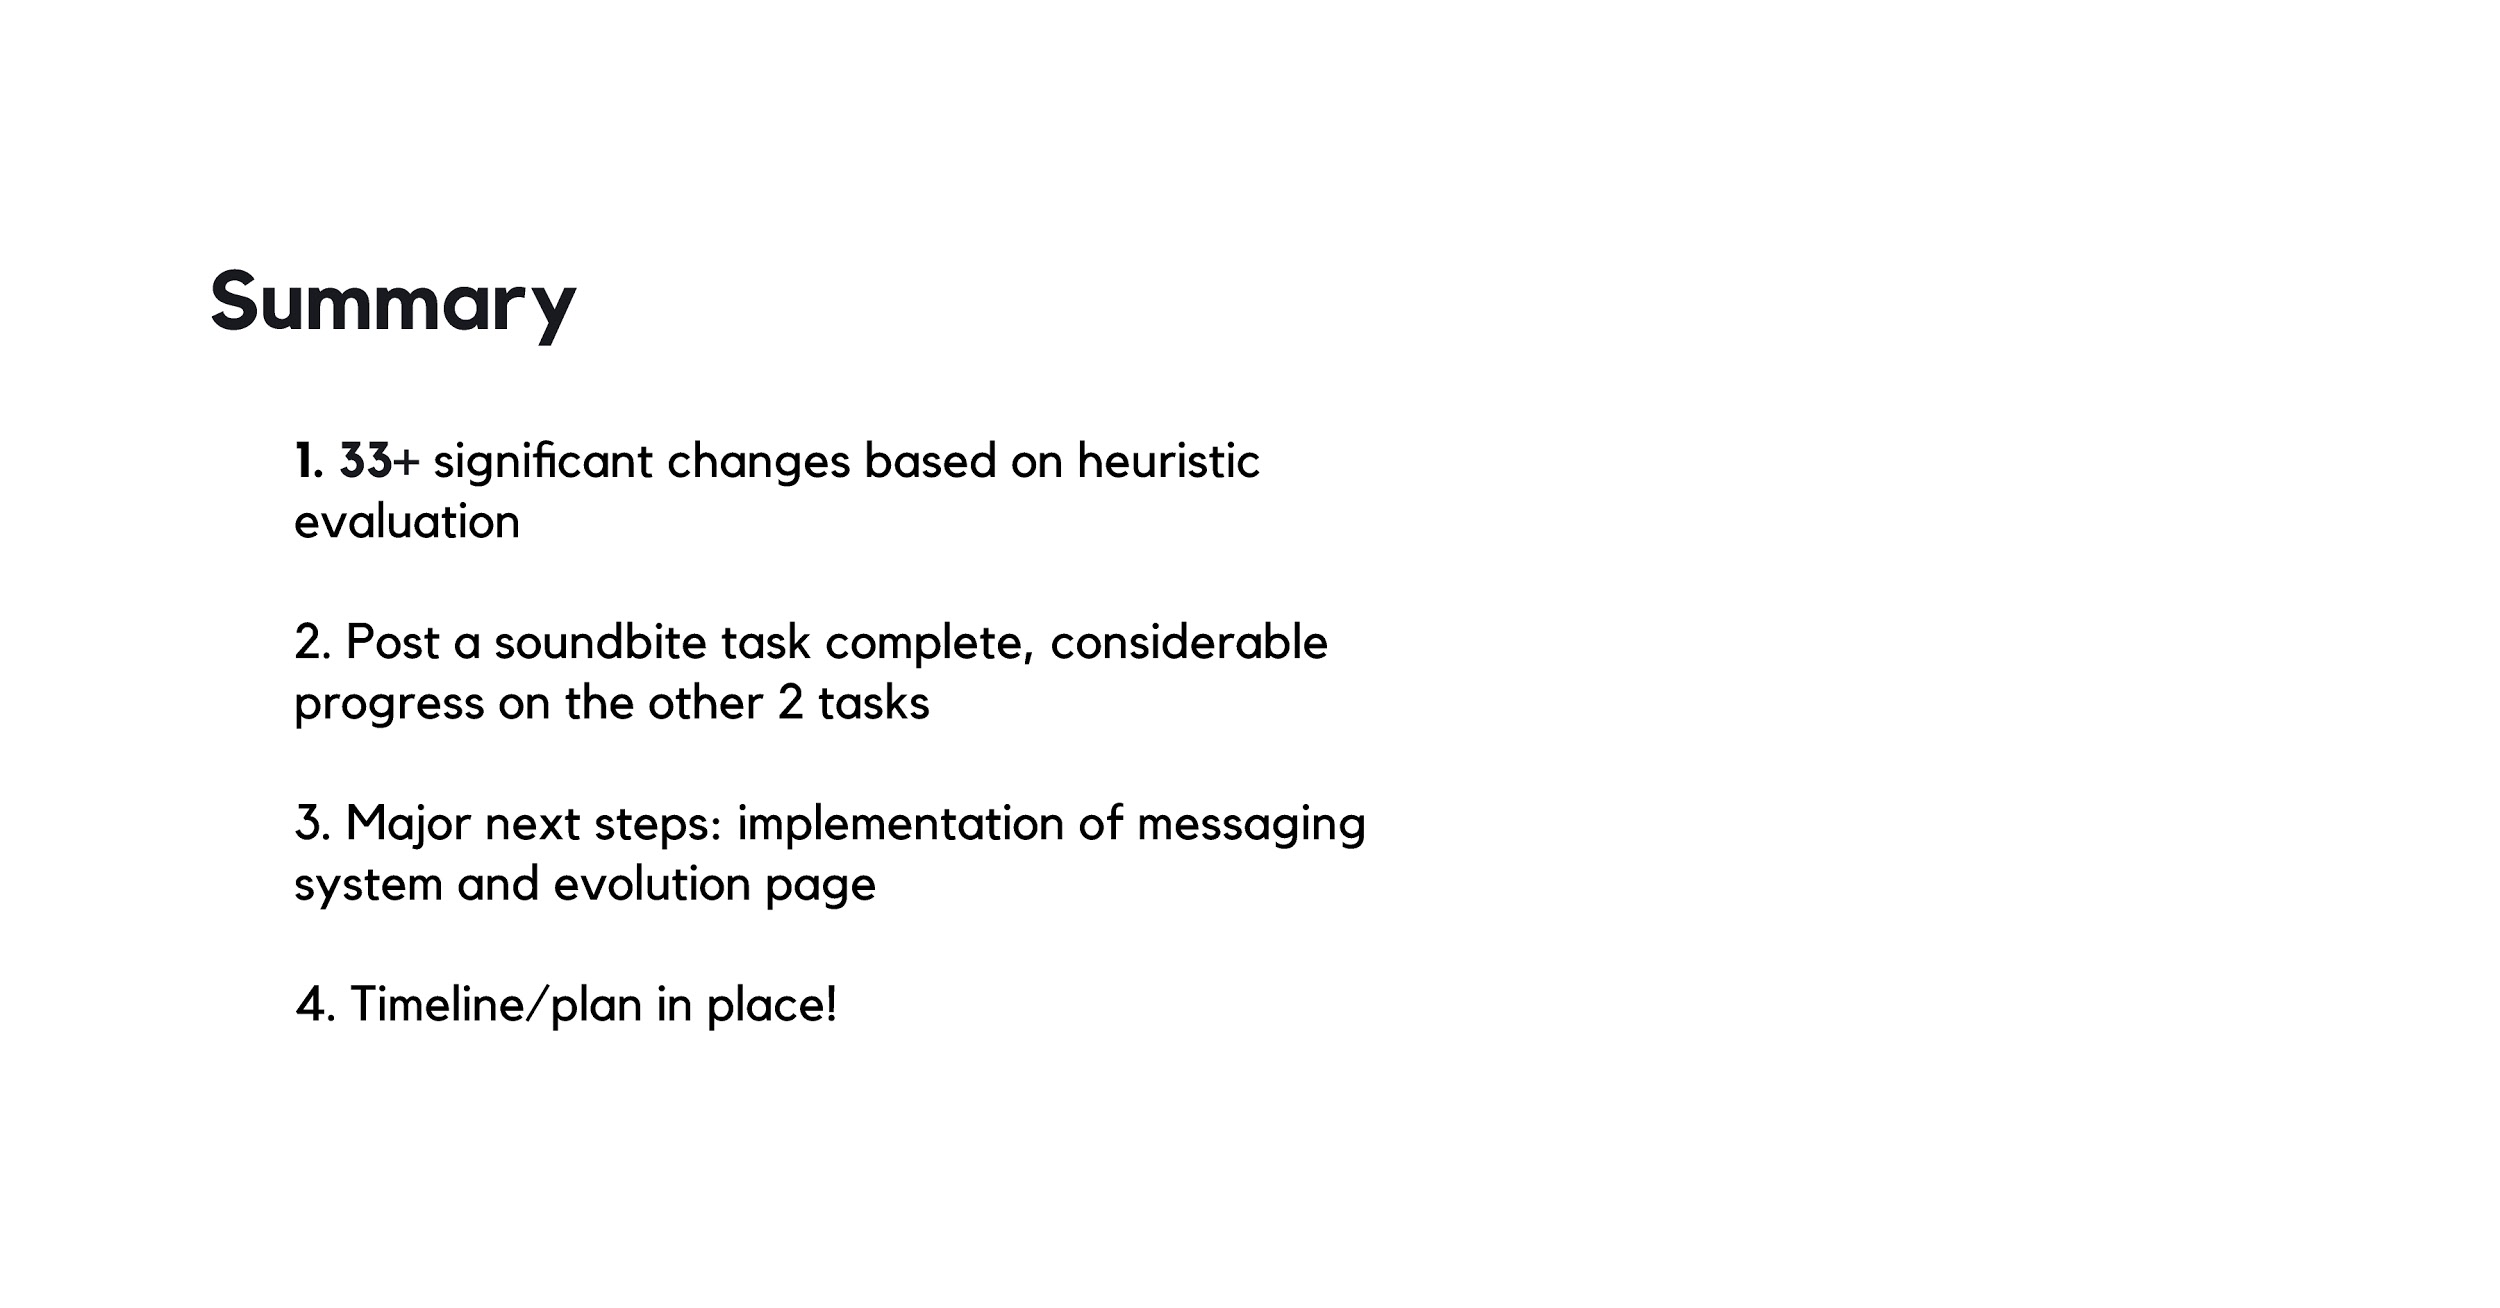 Summary
1. 33+ significant changes based on heuristic
evaluation
2. Post a soundbite task complete, considerable
progress on the other 2 tasks
3. Major next steps: implementation of messaging
system and evolution page
4. Timeline/plan in place!